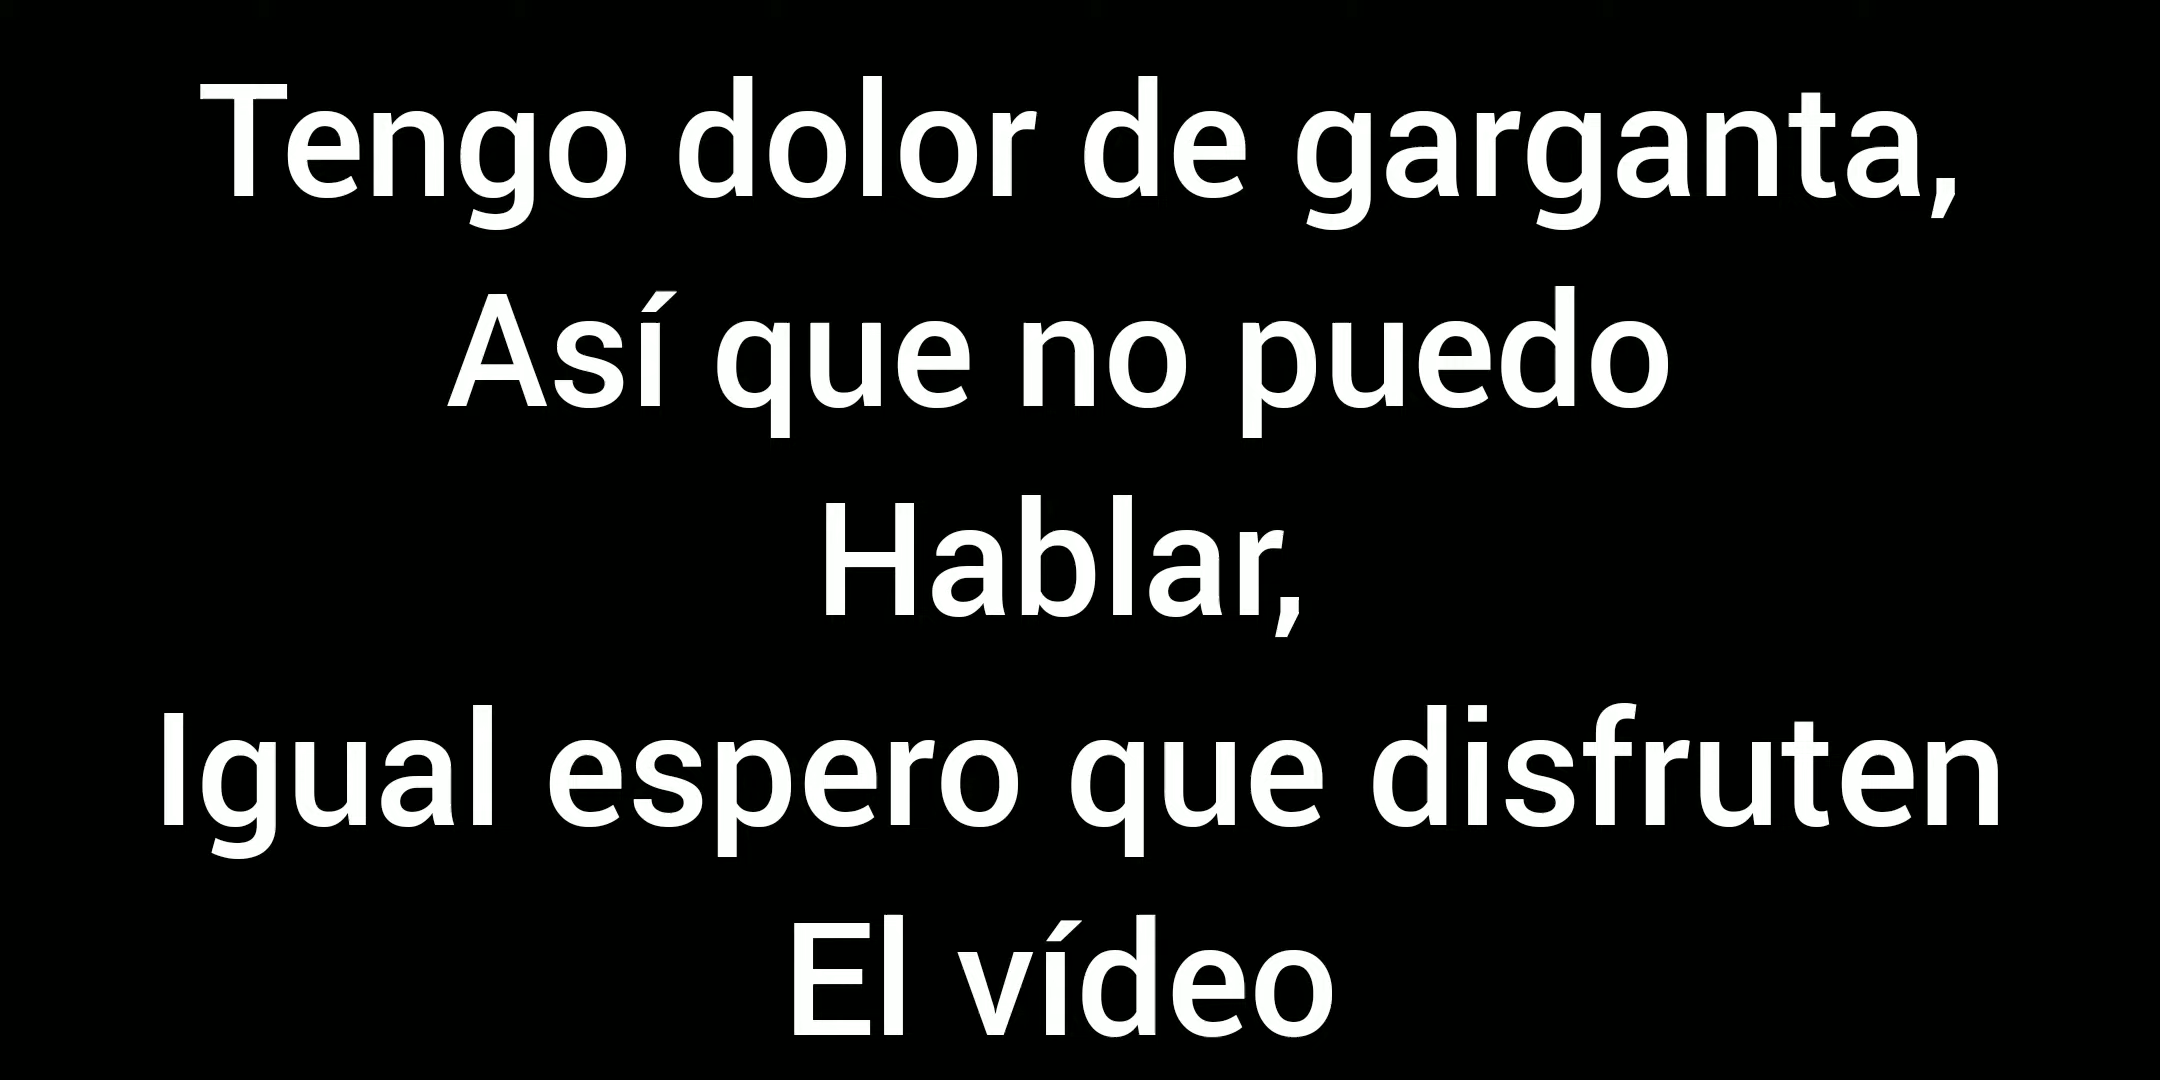 Tengo dolor de garganta,
Así que no puedo
Hablar,
Igual espero que disfruten
El vídeo